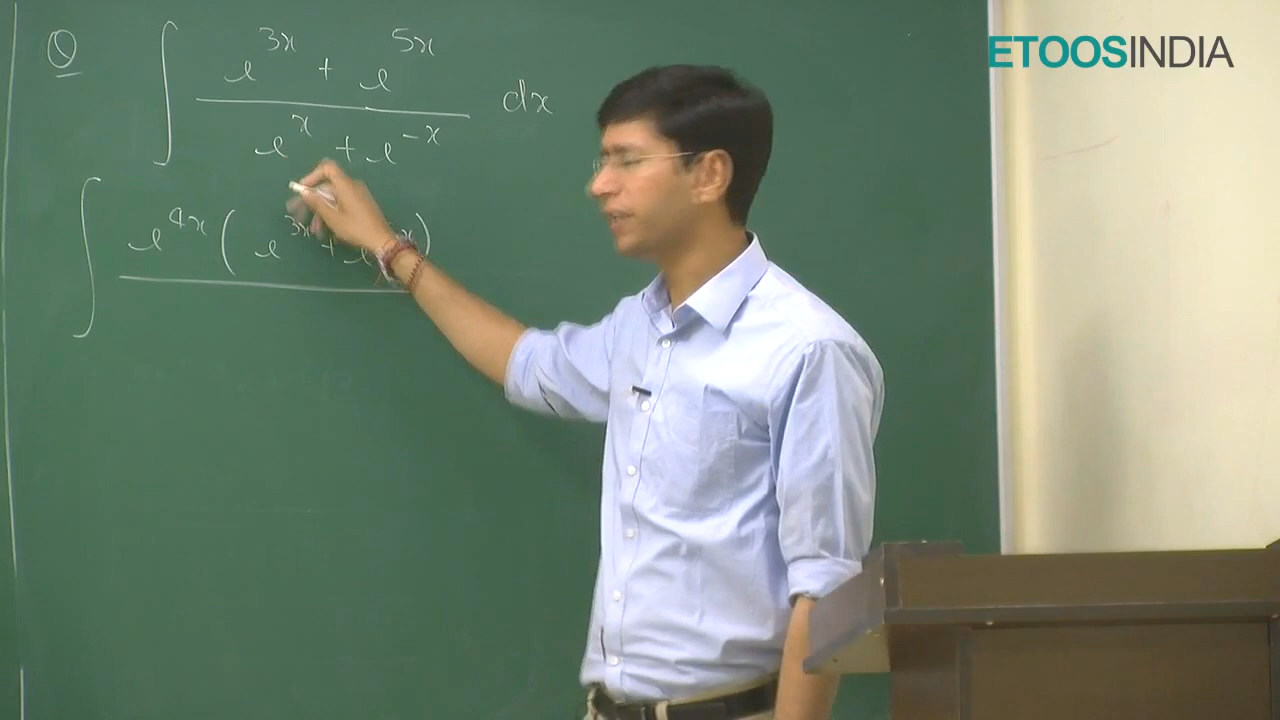 ETOOSINDIA
Q ∫ (e^{3x} + e^{5x}) / (e^{x} + e^{-x}) dx
∫ e^{4x} ( e^{3x} + e